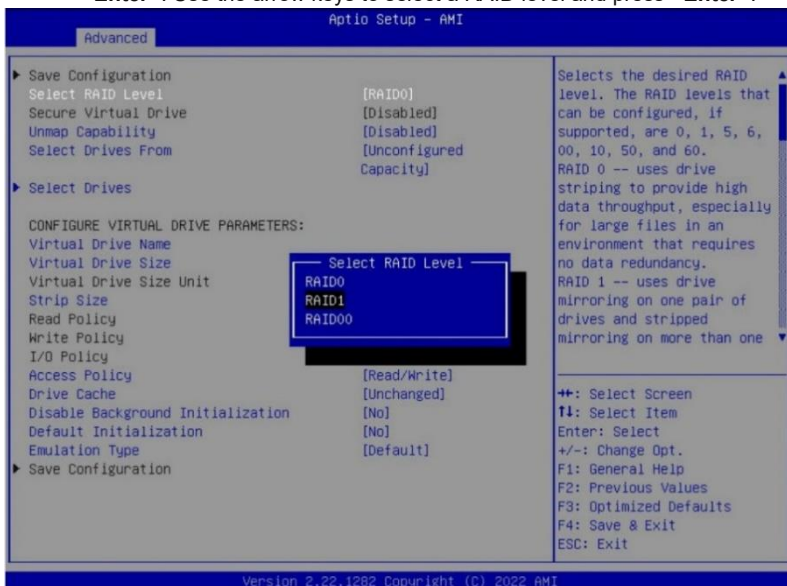 Enter". Use the arrow keys to select a RAID level and press "Enter".
Aptio Setup - AMI
Advanced
Save Configuration
Select RAID Level [RAID0]
Secure Virtual Drive [Disabled]
Unmap Capability [Disabled]
Select Drives From [Unconfigured
Capacity]
Select Drives
CONFIGURE VIRTUAL DRIVE PARAMETERS:
Virtual Drive Name
Virtual Drive Size
Virtual Drive Size Unit
Strip Size
Read Policy
Write Policy
I/O Policy
Access Policy [Read/Write]
Drive Cache [Unchanged]
Disable Background Initialization [No]
Default Initialization [No]
Emulation Type [Default]
Save Configuration
Select RAID Level
RAID0
RAID1
RAID00
Selects the desired RAID
level. The RAID levels that
can be configured, if
supported, are 0, 1, 5, 6,
00, 10, 50, and 60.
RAID 0 -- uses drive
striping to provide high
data throughput, especially
for large files in an
environment that requires
no data redundancy.
RAID 1 -- uses drive
mirroring on one pair of
drives and stripped
mirroring on more than one
↔: Select Screen
↑↓: Select Item
Enter: Select
+/-: Change Opt.
F1: General Help
F2: Previous Values
F3: Optimized Defaults
F4: Save & Exit
ESC: Exit
Version 2.22.1282 Copyright (C) 2022 AMI